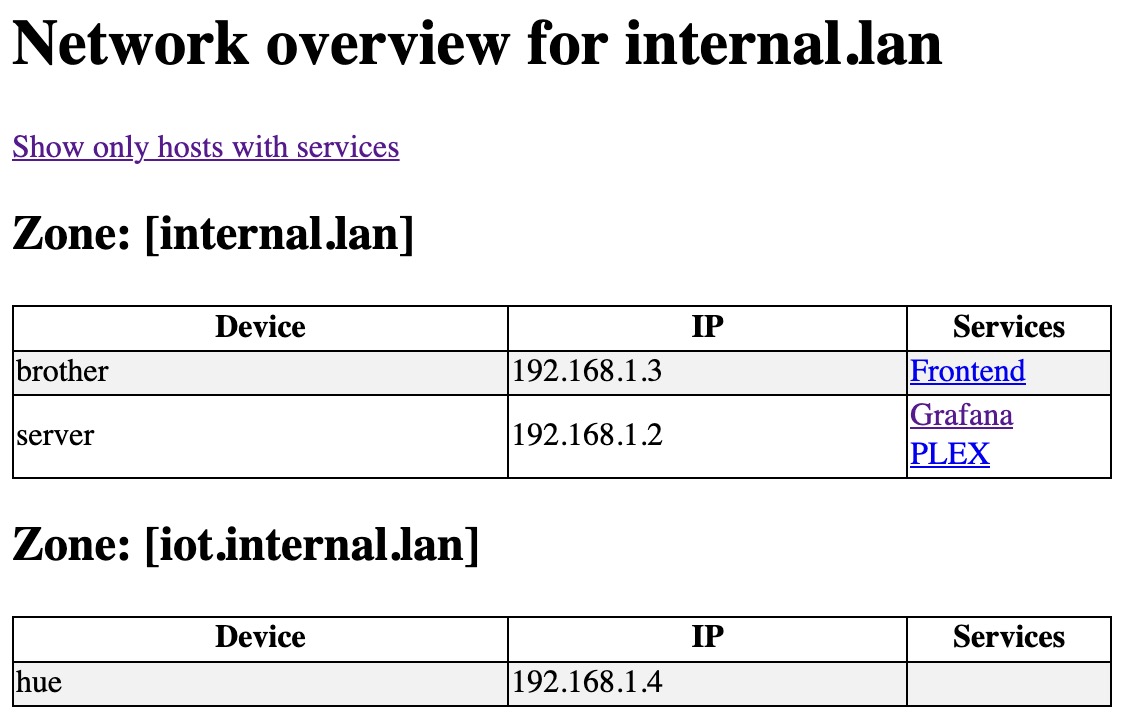 Network overview for internal.lan
Show only hosts with services
Zone: [internal.lan]
Device IP Services
brother 192.168.1.3 Frontend
server 192.168.1.2 Grafana
PLEX
Zone: [iot.internal.lan]
Device IP Services
hue 192.168.1.4